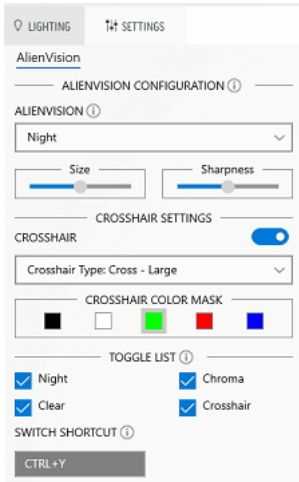 LIGHTING SETTINGS
AlienVision
ALIENVISION CONFIGURATION
ALIENVISION
Night
Size Sharpness
CROSSHAIR SETTINGS
CROSSHAIR
Crosshair Type: Cross - Large
CROSSHAIR COLOR MASK
TOGGLE LIST
Night Chroma
Clear Crosshair
SWITCH SHORTCUT
CTRL+Y